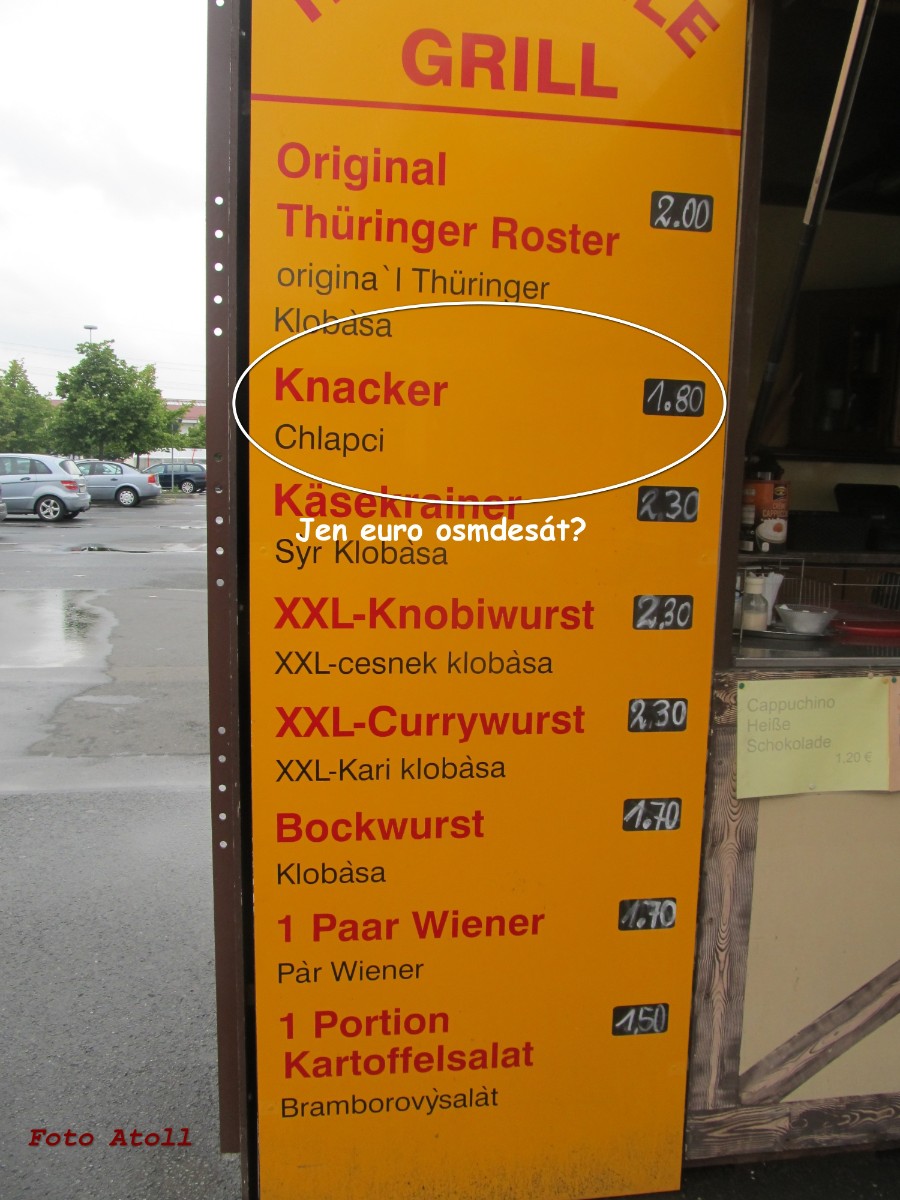 GRILL
Original
Thüringer Roster 2.00
origina`l Thüringer
Klobàsa
Knacker 1.80
Chlapci
Käsekrainer 2,30
Jen euro osmdesát?
Syr Klobàsa
XXL-Knobiwurst 2,30
XXL-cesnek klobàsa
XXL-Currywurst 2,30
XXL-Kari klobàsa
Bockwurst 1.70
Klobàsa
1 Paar Wiener 1.70
Pàr Wiener
1 Portion
Kartoffelsalat 1,50
Bramborovỳsalàt
Cappuchino
Heiße
Schokolade
1,20 €
Foto Atoll